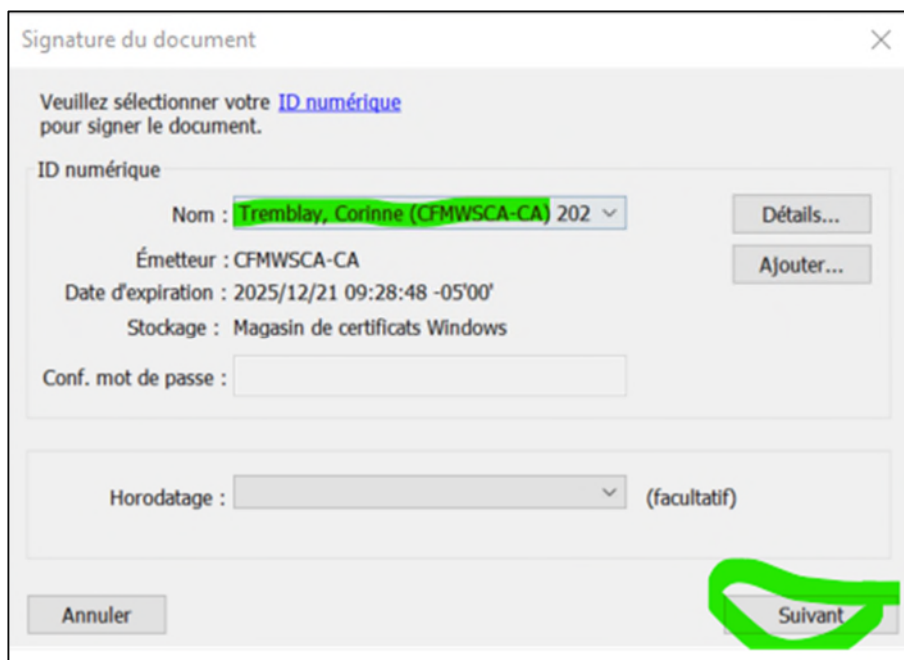 Signature du document
Veuillez sélectionner votre ID numérique
pour signer le document.
ID numérique
Nom : Tremblay, Corinne (CFMWSCA-CA) 202
Détails...
Émetteur : CFMWSCA-CA
Ajouter...
Date d'expiration : 2025/12/21 09:28:48 -05'00'
Stockage : Magasin de certificats Windows
Conf. mot de passe :
Horodatage : (facultatif)
Annuler
Suivant